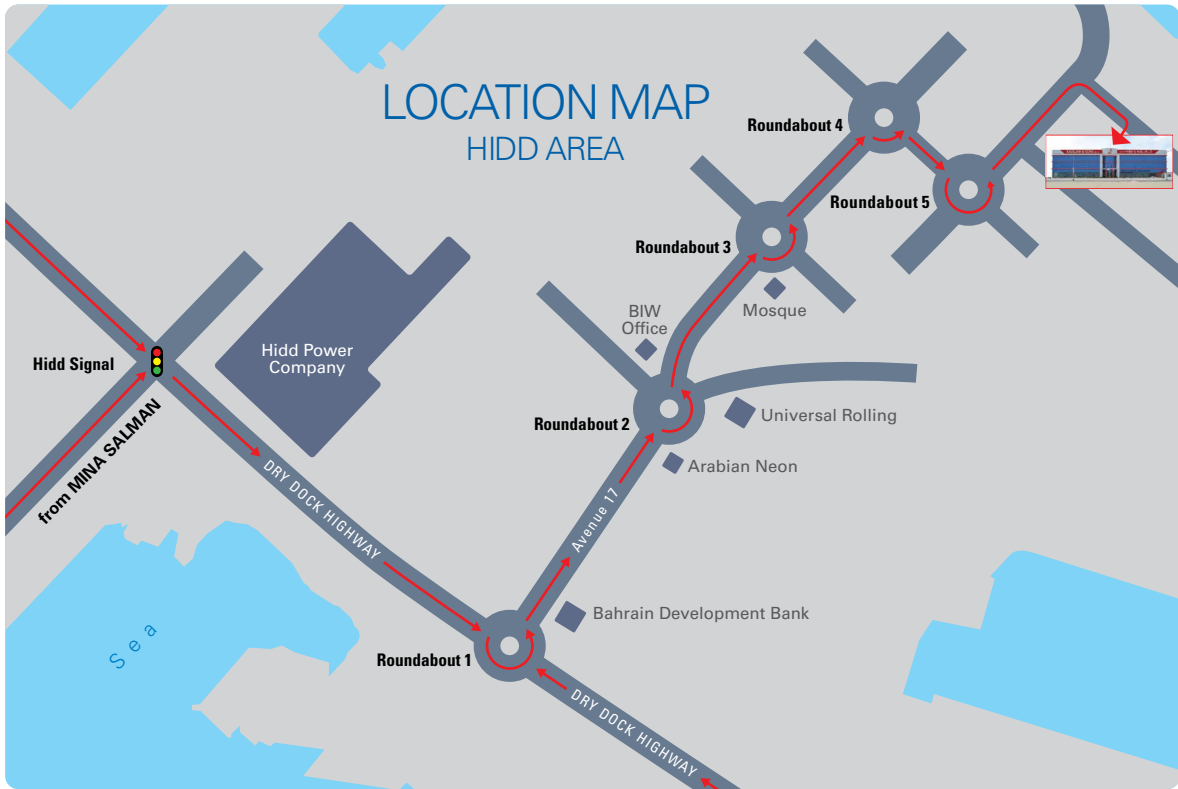 LOCATION MAP
HIDD AREA
Roundabout 4
Roundabout 5
Roundabout 3
Mosque
BIW
Office
Hidd Power
Company
Hidd Signal
from MINA SALMAN
Roundabout 2
Universal Rolling
Arabian Neon
DRY DOCK HIGHWAY
Avenue 17
Bahrain Development Bank
Sea
Roundabout 1
DRY DOCK HIGHWAY